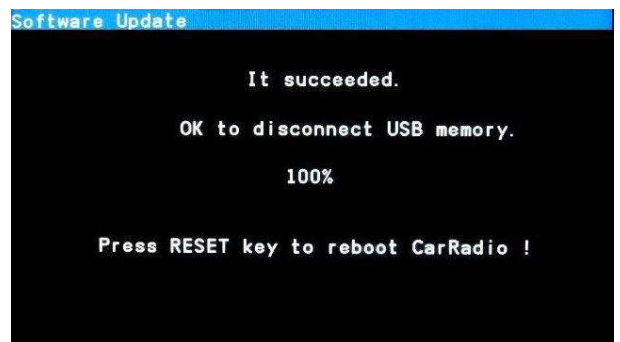 Software Update
It succeeded.
OK to disconnect USB memory.
100%
Press RESET key to reboot CarRadio !